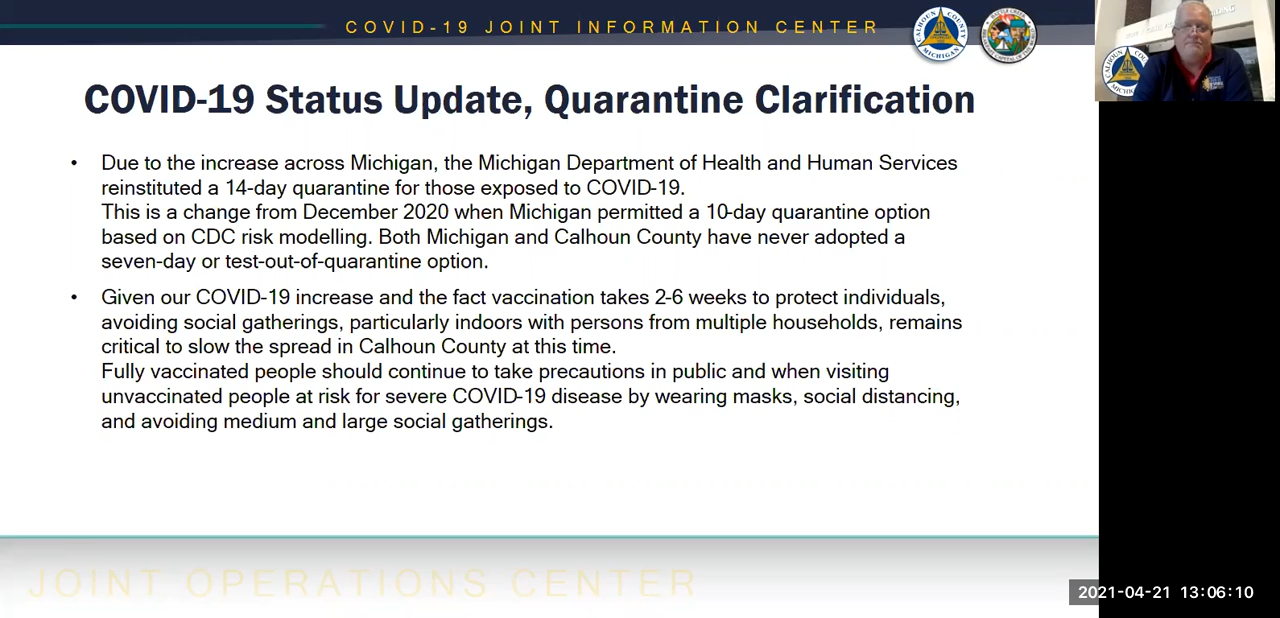 COVID-19 JOINT INFORMATION CENTER
CALHOUN COUNTY
MICHIGAN
COVID-19 Status Update, Quarantine Clarification
• Due to the increase across Michigan, the Michigan Department of Health and Human Services
reinstituted a 14-day quarantine for those exposed to COVID-19.
This is a change from December 2020 when Michigan permitted a 10-day quarantine option
based on CDC risk modelling. Both Michigan and Calhoun County have never adopted a
seven-day or test-out-of-quarantine option.
• Given our COVID-19 increase and the fact vaccination takes 2-6 weeks to protect individuals,
avoiding social gatherings, particularly indoors with persons from multiple households, remains
critical to slow the spread in Calhoun County at this time.
Fully vaccinated people should continue to take precautions in public and when visiting
unvaccinated people at risk for severe COVID-19 disease by wearing masks, social distancing,
and avoiding medium and large social gatherings.
JOINT OPERATIONS CENTER
2021-04-21 13:06:10